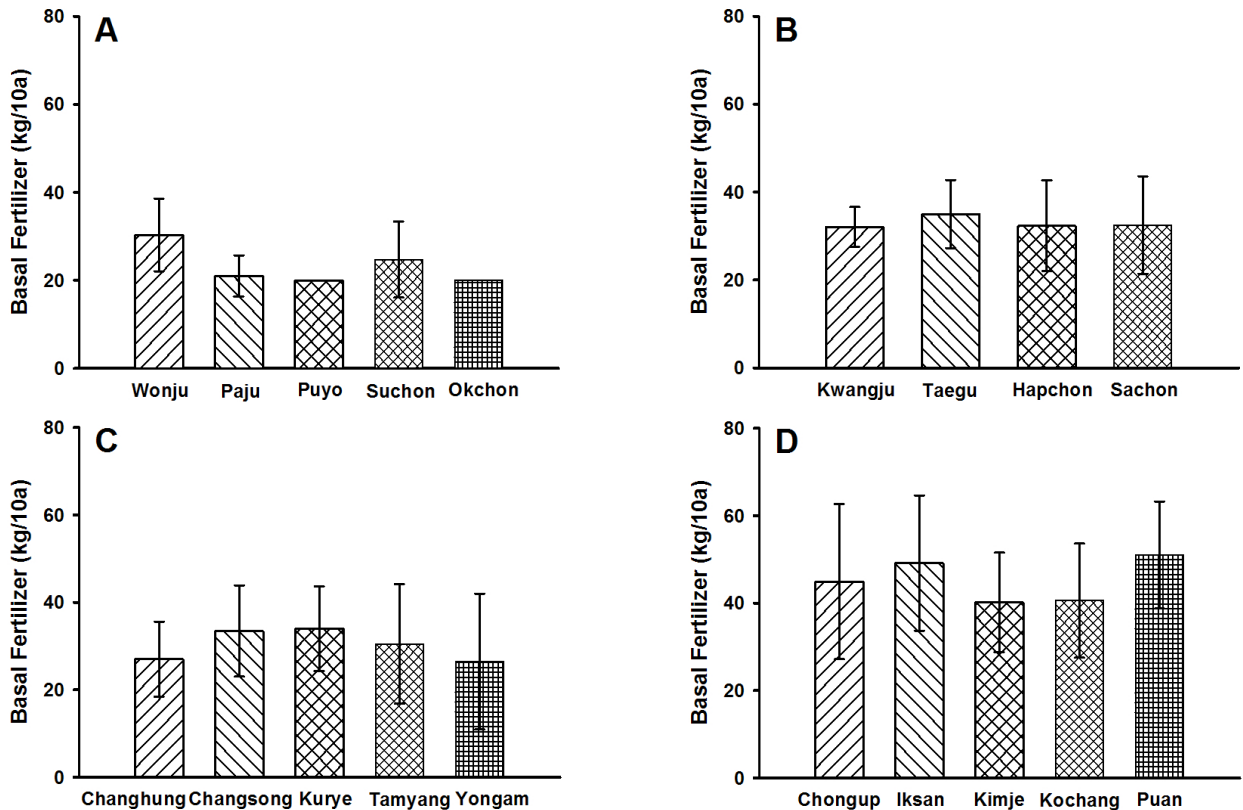 A
Basal Fertilizer (kg/10a)
80
60
40
20
0
Wonju Paju Puyo Suchon Okchon
B
Basal Fertilizer (kg/10a)
80
60
40
20
0
Kwangju Taegu Hapchon Sachon
C
Basal Fertilizer (kg/10a)
80
60
40
20
0
Changhung Changsong Kurye Tamyang Yongam
D
Basal Fertilizer (kg/10a)
80
60
40
20
0
Chongup Iksan Kimje Kochang Puan